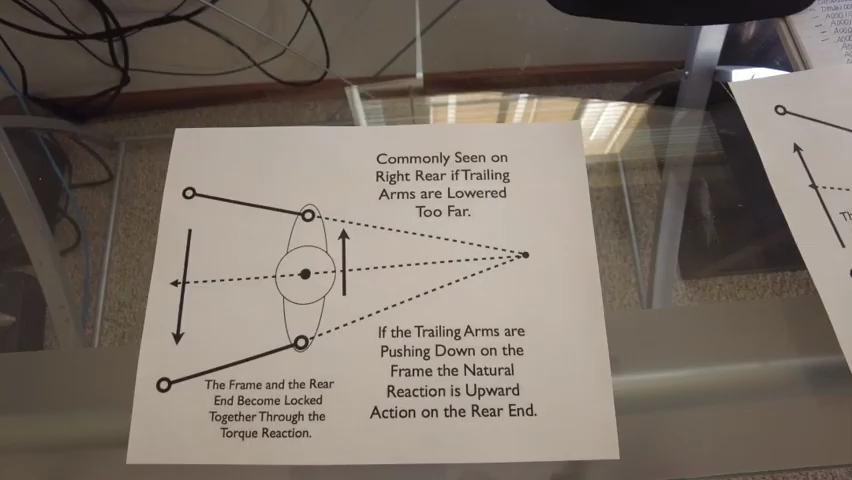 Commonly Seen on
Right Rear if Trailing
Arms are Lowered
Too Far.
If the Trailing Arms are
Pushing Down on the
Frame the Natural
Reaction is Upward
Action on the Rear End.
The Frame and the Rear
End Become Locked
Together Through the
Torque Reaction.